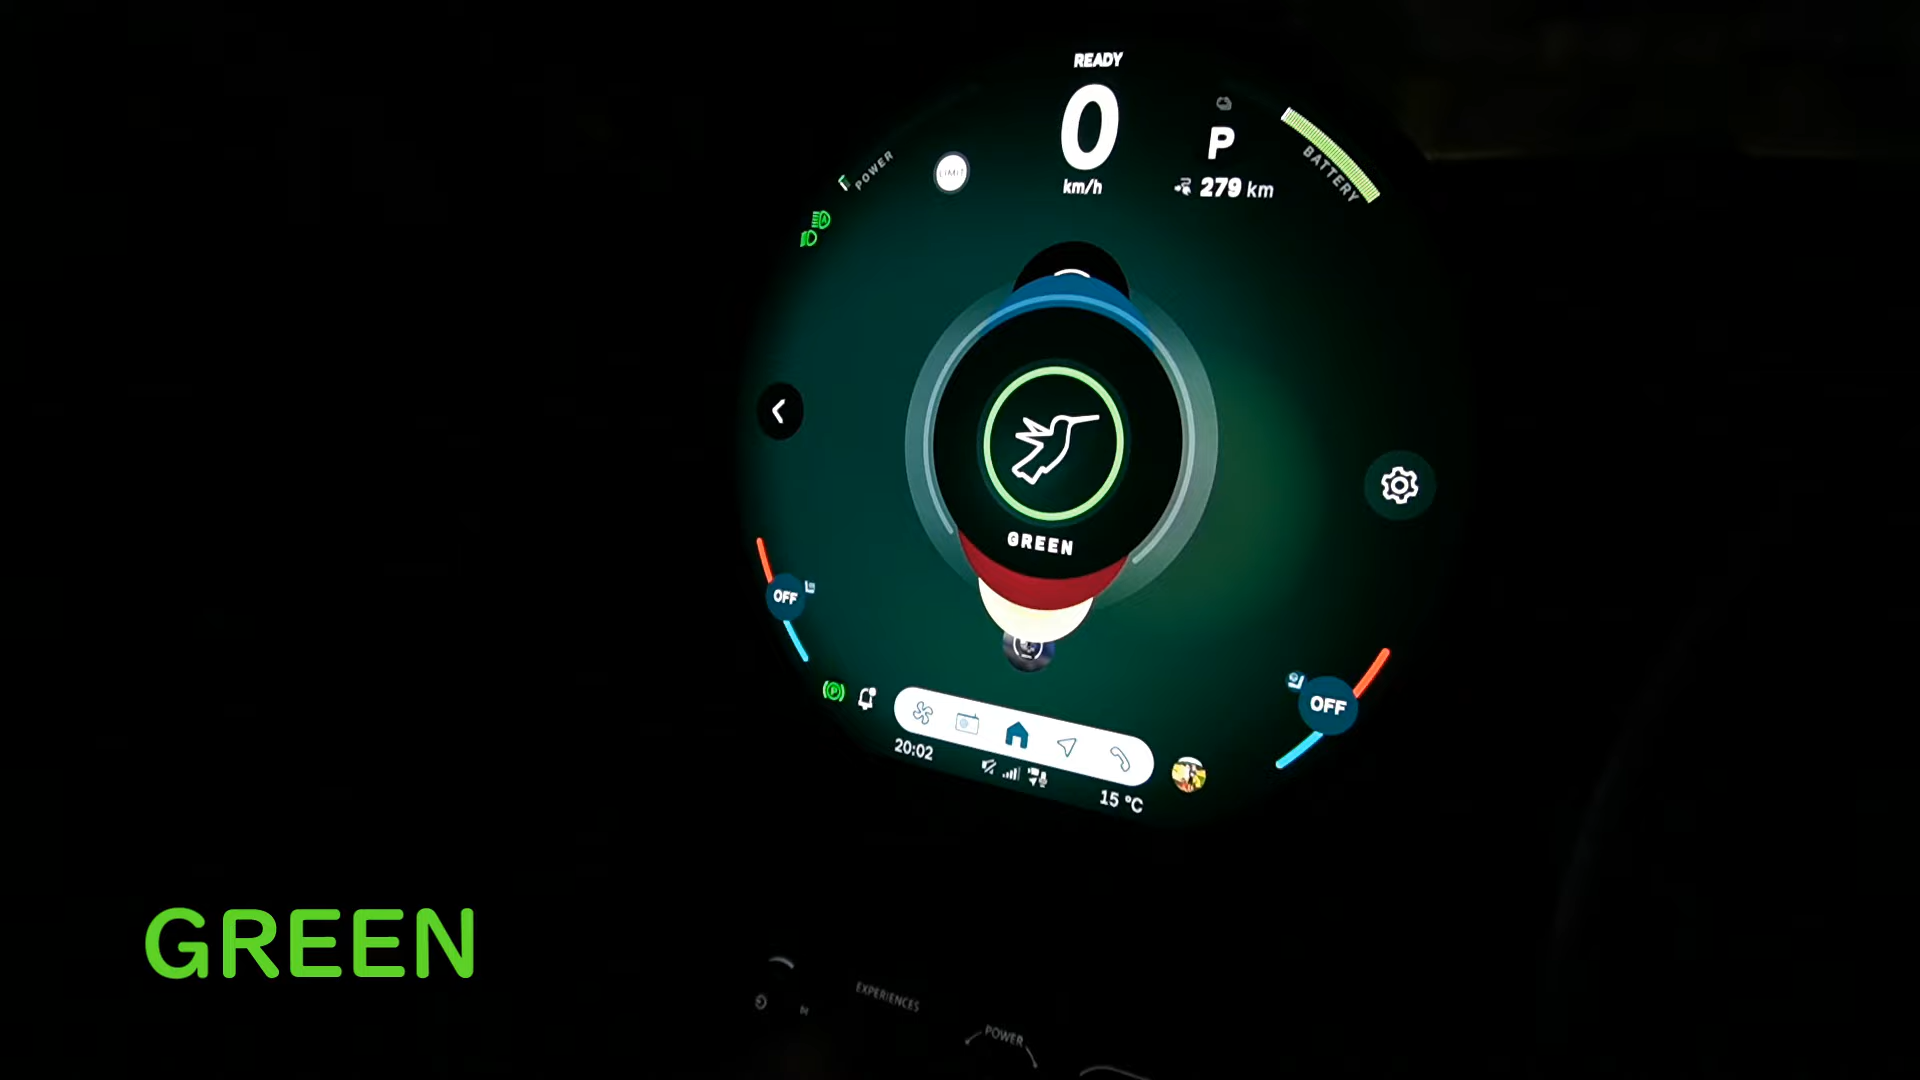 READY
0
km/h
P
279 km
BATTERY
POWER
LIMIT
A
GREEN
OFF
OFF
P
20:02
15 °C
GREEN
EXPERIENCES
POWER